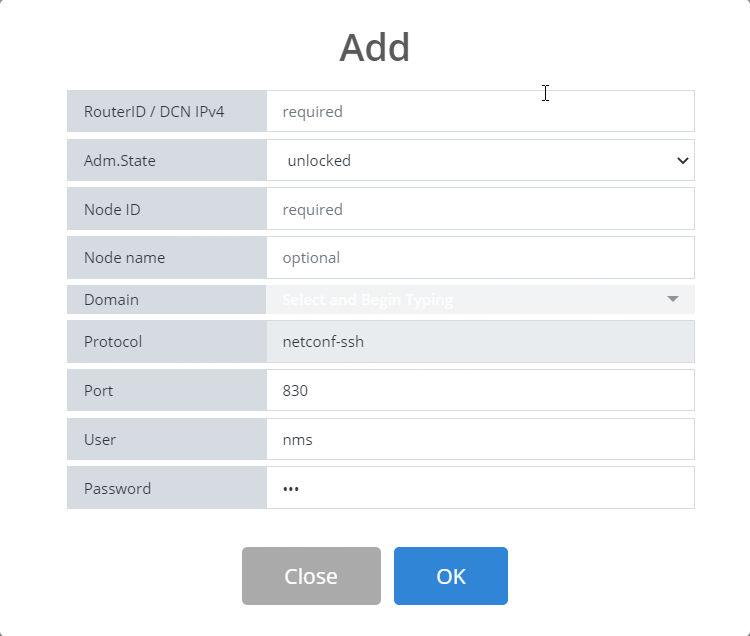 Add
RouterID / DCN IPv4 required
Adm.State unlocked
Node ID required
Node name optional
Domain Select and Begin Typing
Protocol netconf-ssh
Port 830
User nms
Password •••
Close OK